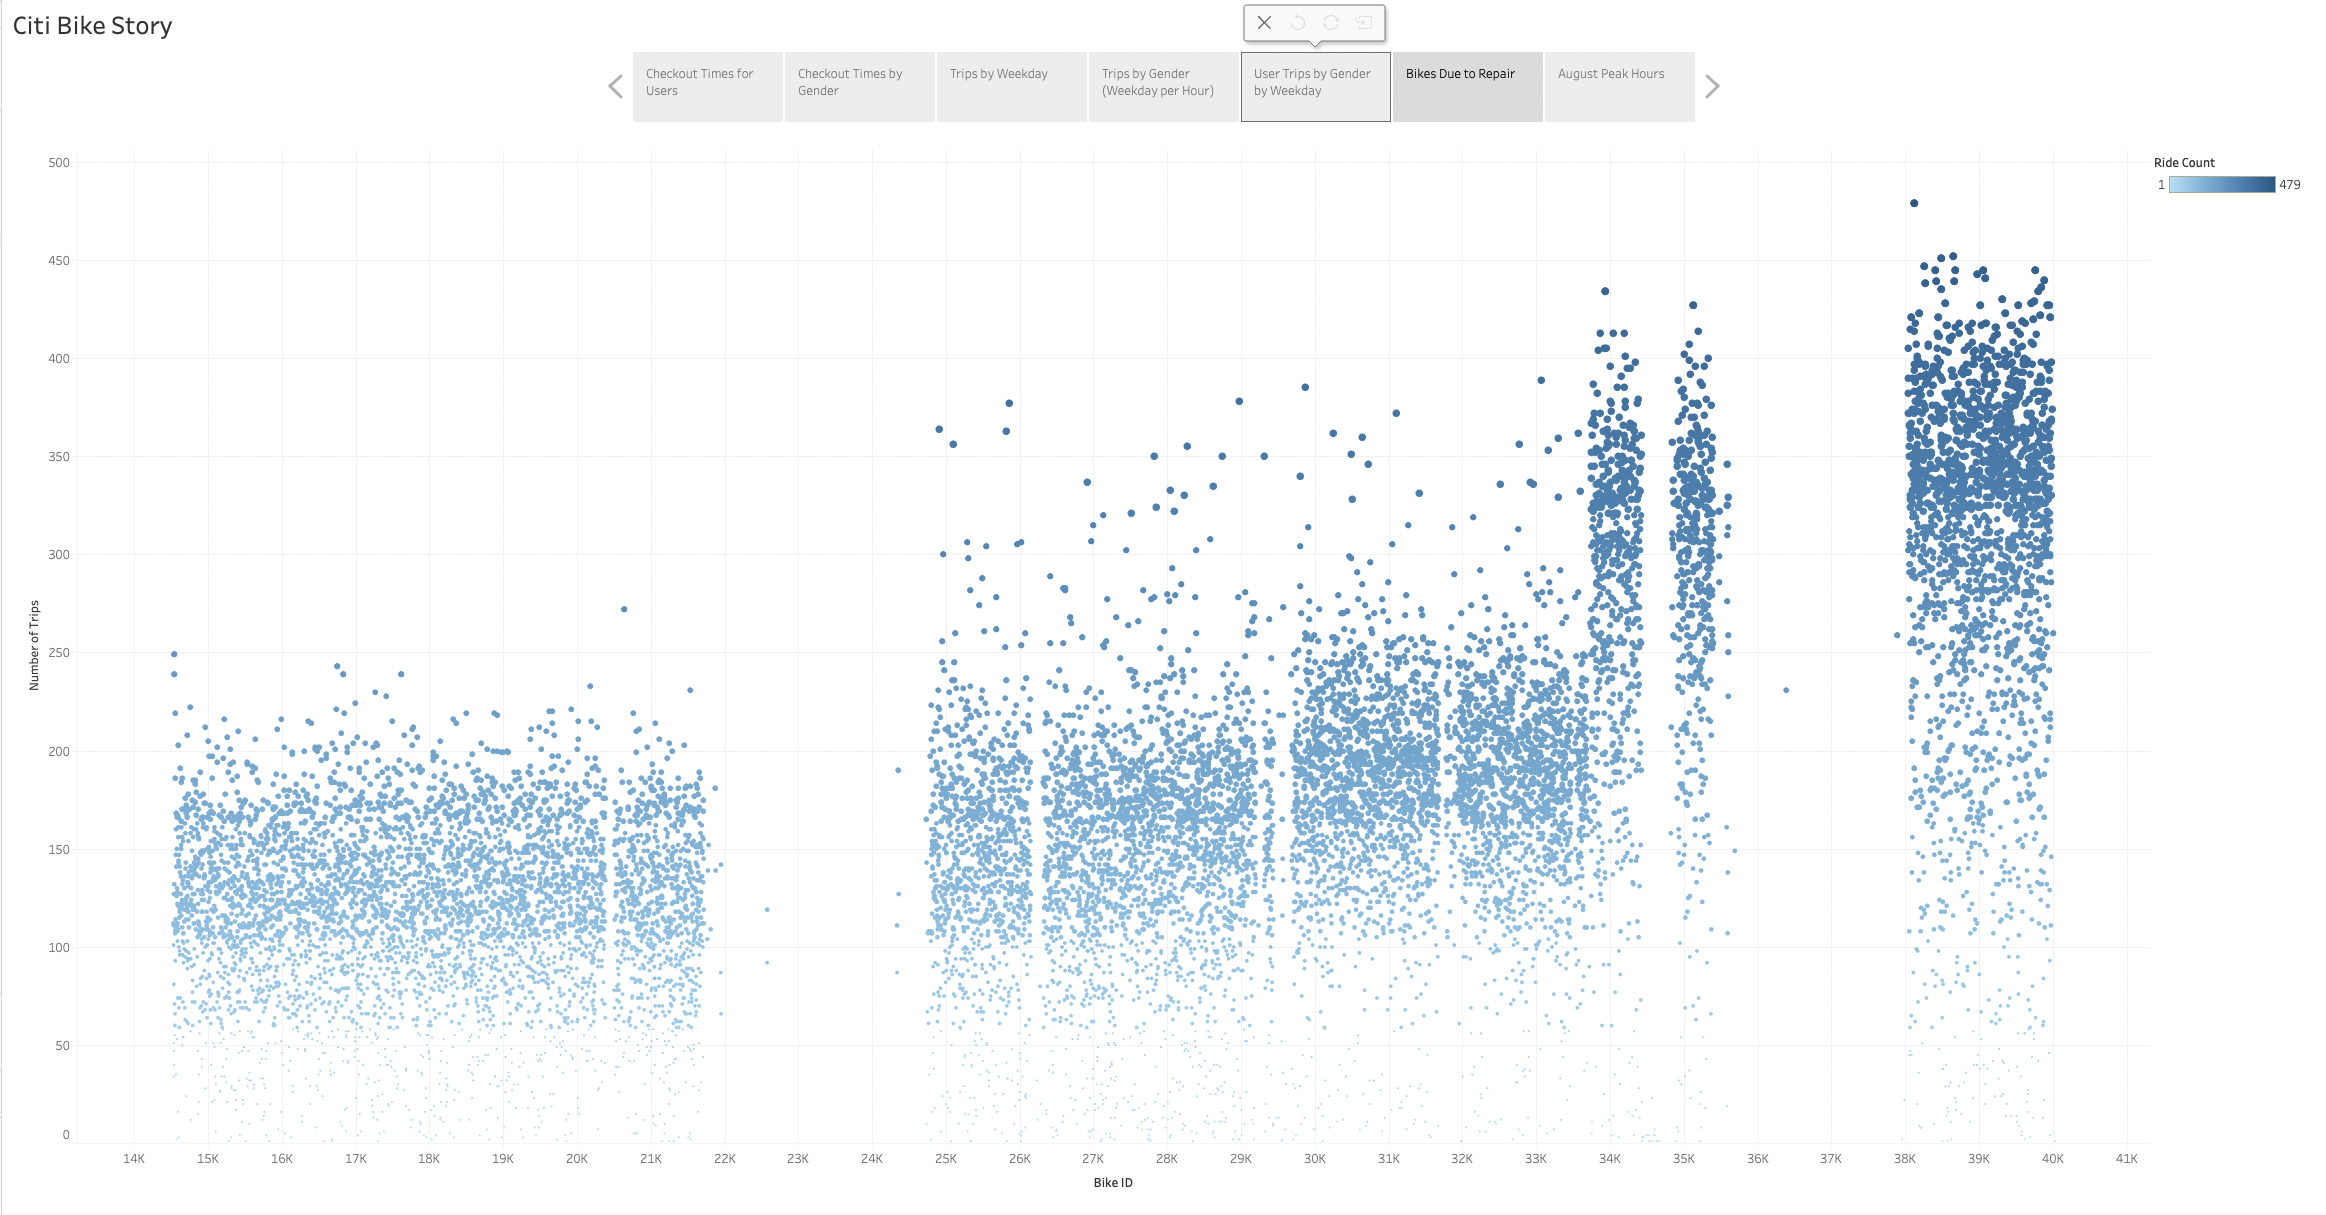 Citi Bike Story
Checkout Times for
Users
Checkout Times by
Gender
Trips by Weekday
Trips by Gender
(Weekday per Hour)
User Trips by Gender
by Weekday
Bikes Due to Repair
August Peak Hours
Ride Count
1 479
Number of Trips
500
450
400
350
300
250
200
150
100
50
0
14K 15K 16K 17K 18K 19K 20K 21K 22K 23K 24K 25K 26K 27K 28K 29K 30K 31K 32K 33K 34K 35K 36K 37K 38K 39K 40K 41K
Bike ID